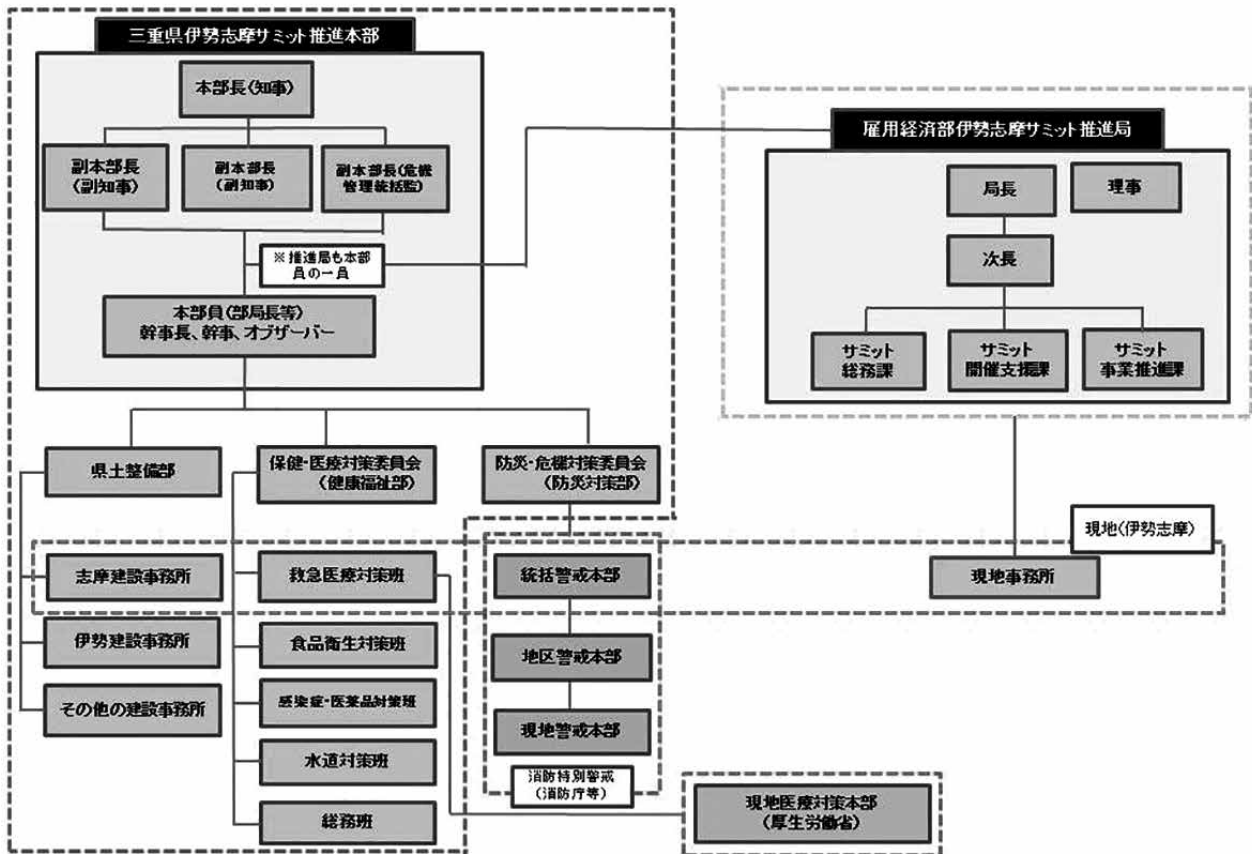 三重県伊勢志摩サミット推進本部
本部長(知事)
副本部長
(副知事)
副本部長
(副知事)
副本部長(危機
管理統括監)
※推進局も本部
員の一員
本部員(部局長等)
幹事長、幹事、オブザーバー
雇用経済部伊勢志摩サミット推進局
局長
理事
次長
サミット
総務課
サミット
開催支援課
サミット
事業推進課
県土整備部
保健・医療対策委員会
(健康福祉部)
防災・危機対策委員会
(防災対策部)
現地(伊勢志摩)
志摩建設事務所
救急医療対策班
統括警戒本部
現地事務所
伊勢建設事務所
食品衛生対策班
地区警戒本部
その他の建設事務所
感染症・医薬品対策班
現地警戒本部
水道対策班
消防特別警戒
(消防庁等)
総務班
現地医療対策本部
(厚生労働省)